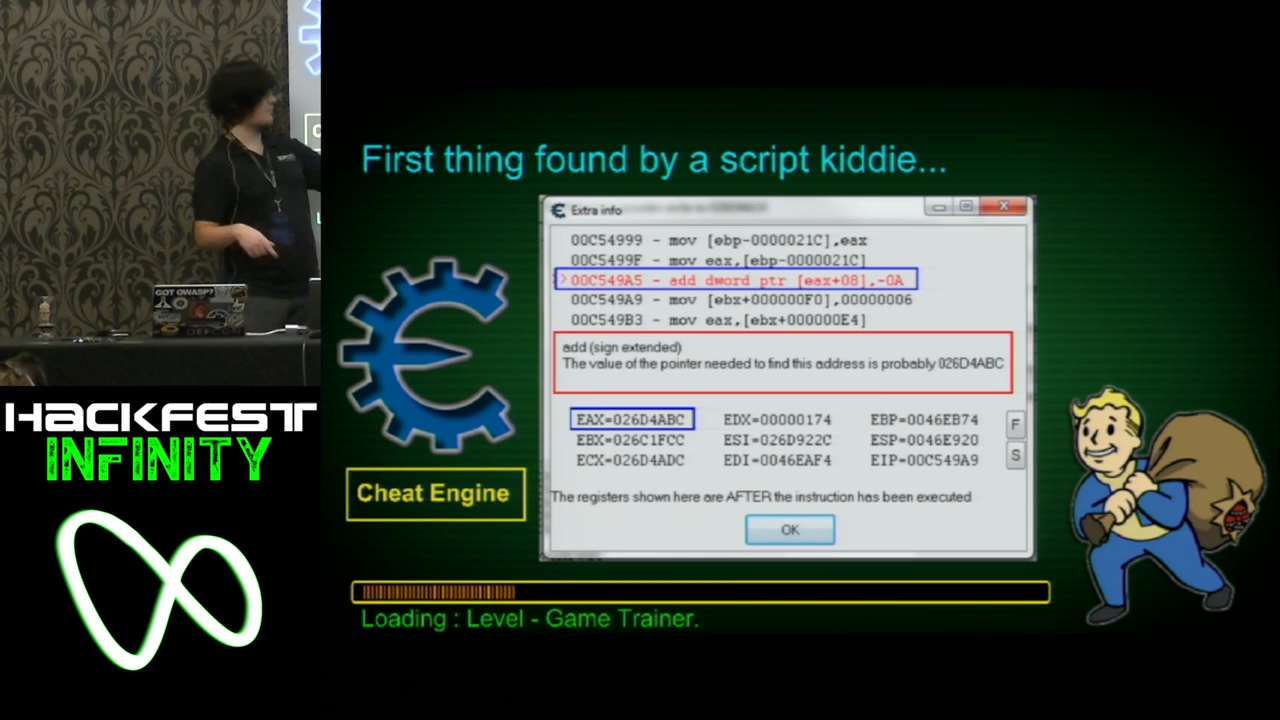 First thing found by a script kiddie...
Extra info
00C54999 - mov [ebp-0000021C],eax
00C5499F - mov eax,[ebp-0000021C]
>00C549A5 - add dword ptr [eax+08],-0A
00C549A9 - mov [ebx+000000F0],00000006
00C549B3 - mov eax,[ebx+000000E4]
add (sign extended)
The value of the pointer needed to find this address is probably 026D4ABC
EAX=026D4ABC EDX=00000174 EBP=0046EB74
EBX=026C1FCC ESI=026D922C ESP=0046E920
ECX=026D4ADC EDI=0046EAF4 EIP=00C549A9
F
S
The registers shown here are AFTER the instruction has been executed
OK
Cheat Engine
Loading : Level - Game Trainer.
GOT OWASP?
HACKFEST
INFINITY